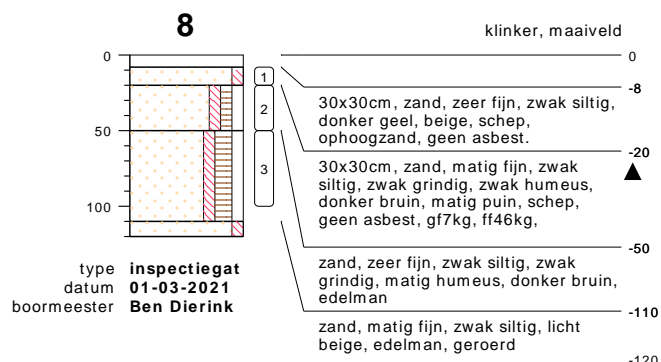 8
klinker, maaiveld
0
0
-8
1
30x30cm, zand, zeer fijn, zwak siltig,
donker geel, beige, schep,
ophoogzand, geen asbest.
2
-20
30x30cm, zand, matig fijn, zwak
siltig, zwak grindig, zwak humeus,
donker bruin, matig puin, schep,
geen asbest, gf7kg, ff46kg,
50
3
-50
zand, zeer fijn, zwak siltig, zwak
grindig, matig humeus, donker bruin,
edelman
100
-110
zand, matig fijn, zwak siltig, licht
beige, edelman, geroerd
-120
type inspectiegat
datum 01-03-2021
boormeester Ben Dierink